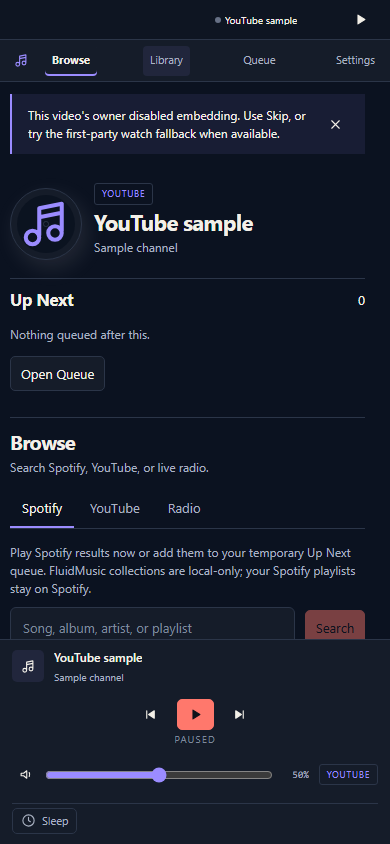 YouTube sample
Browse
Library
Queue
Settings
This video's owner disabled embedding. Use Skip, or
try the first-party watch fallback when available.
YOUTUBE
YouTube sample
Sample channel
Up Next
0
Nothing queued after this.
Open Queue
Browse
Search Spotify, YouTube, or live radio.
Spotify
YouTube
Radio
Play Spotify results now or add them to your temporary Up Next
queue. FluidMusic collections are local-only; your Spotify playlists
stay on Spotify.
Song, album, artist, or playlist
Search
YouTube sample
Sample channel
PAUSED
50%
YOUTUBE
Sleep